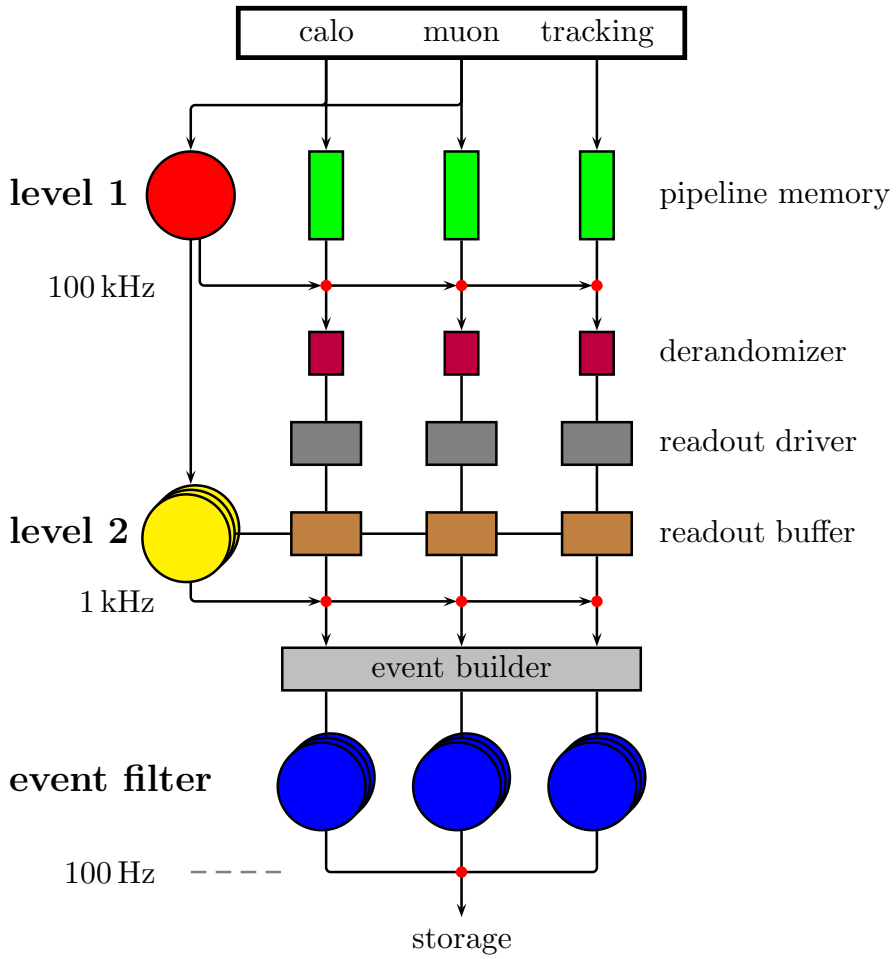 calo muon tracking
level 1
pipeline memory
100 kHz
derandomizer
readout driver
level 2
readout buffer
1 kHz
event builder
event filter
100 Hz
storage